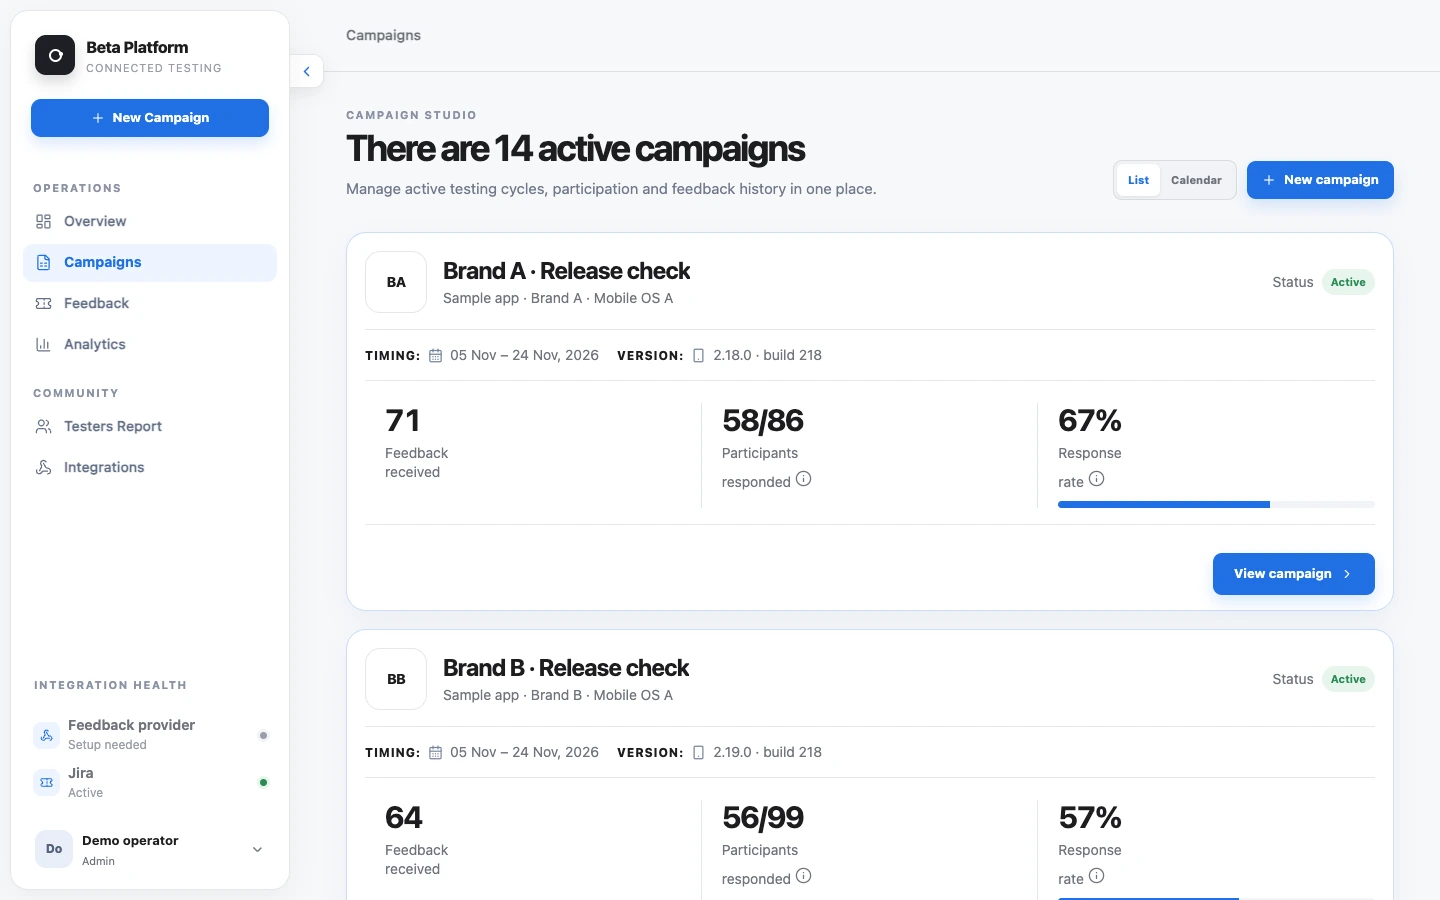 Beta Platform
CONNECTED TESTING
New Campaign
OPERATIONS
Overview
Campaigns
Feedback
Analytics
COMMUNITY
Testers Report
Integrations
INTEGRATION HEALTH
Feedback provider
Setup needed
Jira
Active
Do
Demo operator
Admin
Campaigns
CAMPAIGN STUDIO
There are 14 active campaigns
Manage active testing cycles, participation and feedback history in one place.
List
Calendar
New campaign
BA
Brand A · Release check
Sample app · Brand A · Mobile OS A
Status Active
TIMING: 05 Nov – 24 Nov, 2026 VERSION: 2.18.0 · build 218
71
Feedback
received
58/86
Participants
responded
67%
Response
rate
View campaign
BB
Brand B · Release check
Sample app · Brand B · Mobile OS A
Status Active
TIMING: 05 Nov – 24 Nov, 2026 VERSION: 2.19.0 · build 218
64
Feedback
received
56/99
Participants
responded
57%
Response
rate